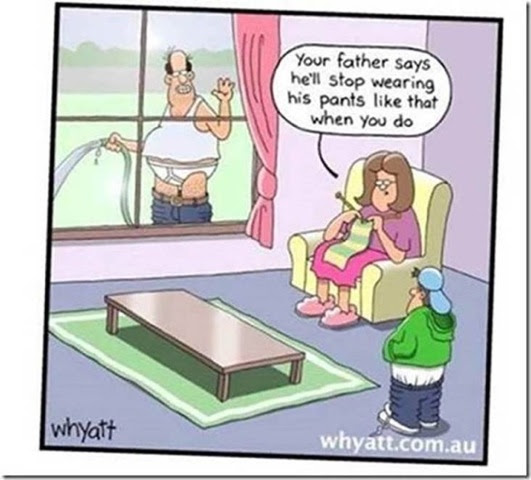 Your father says
he'll stop wearing
his pants like that
when you do
whyatt
whyatt.com.au